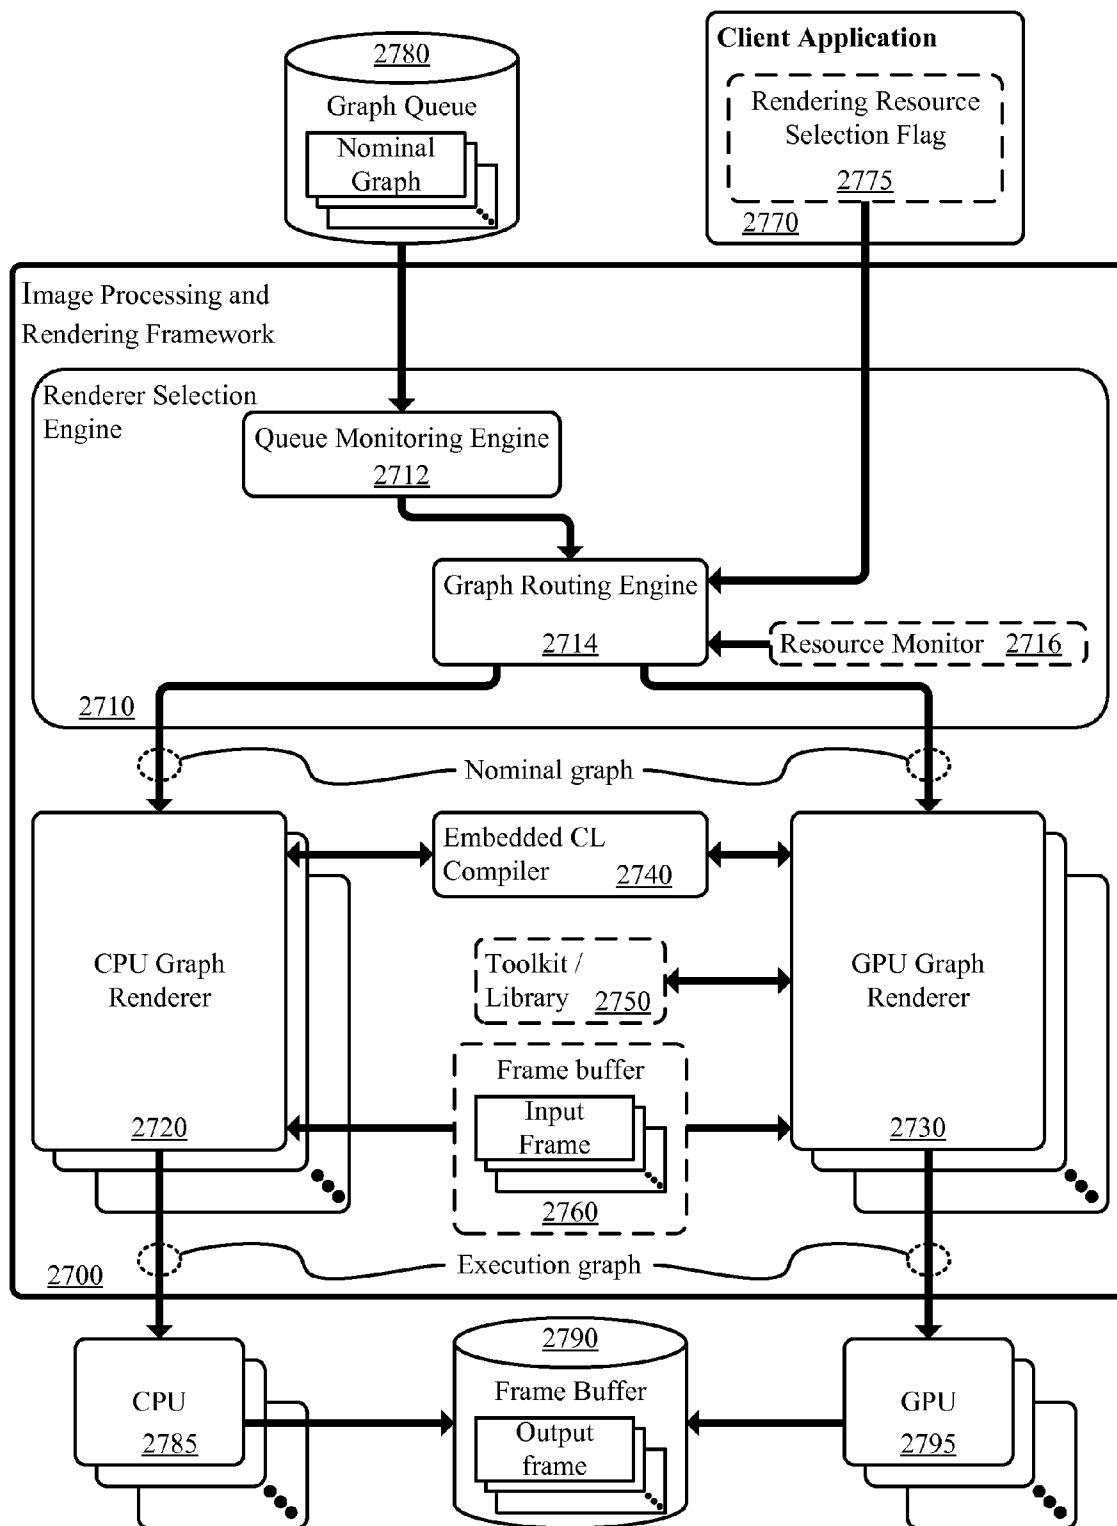 2780
Graph Queue
Nominal
Graph
Client Application
Rendering Resource
Selection Flag
2775
2770
Image Processing and
Rendering Framework
Renderer Selection
Engine
Queue Monitoring Engine
2712
Graph Routing Engine
2714
Resource Monitor 2716
2710
Nominal graph
Embedded CL
Compiler
2740
CPU Graph
Renderer
2720
Toolkit /
Library
2750
GPU Graph
Renderer
2730
Frame buffer
Input
Frame
2760
Execution graph
2700
CPU
2785
2790
Frame Buffer
Output
frame
GPU
2795